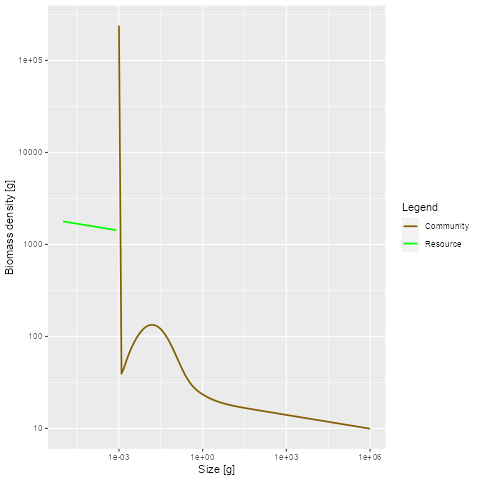 1e+05
10000
1000
100
10
Biomass density [g]
1e-03
1e+00
1e+03
1e+06
Size [g]
Legend
Community
Resource